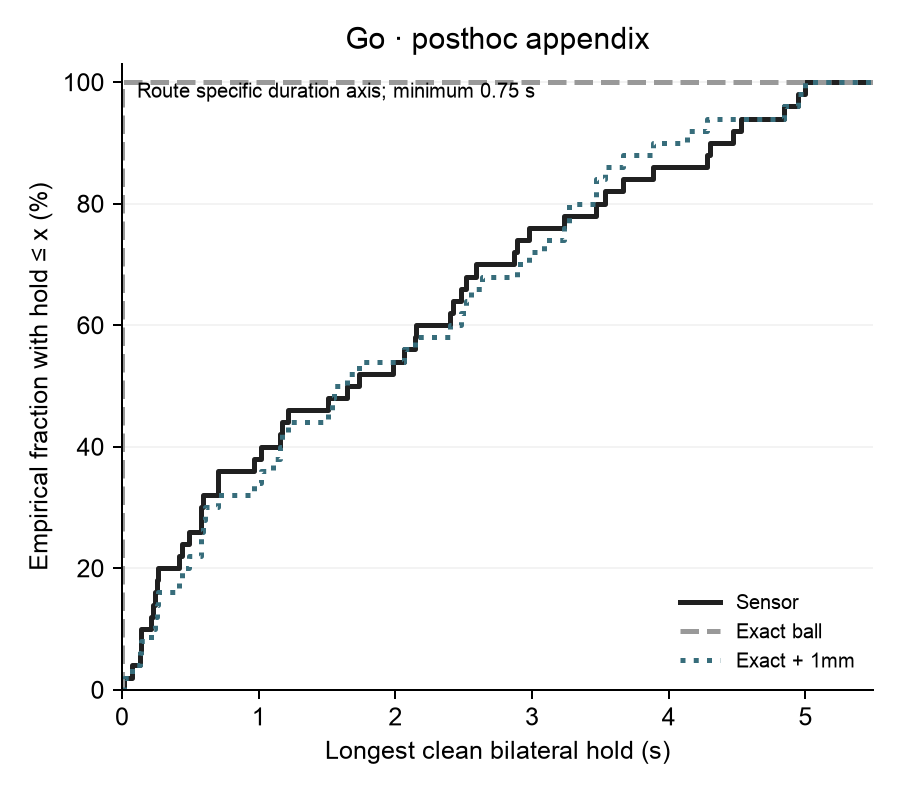 Go · posthoc appendix
Route specific duration axis; minimum 0.75 s
Empirical fraction with hold ≤ x (%)
100
80
60
40
20
0
0 1 2 3 4 5
Longest clean bilateral hold (s)
Sensor
Exact ball
Exact + 1mm